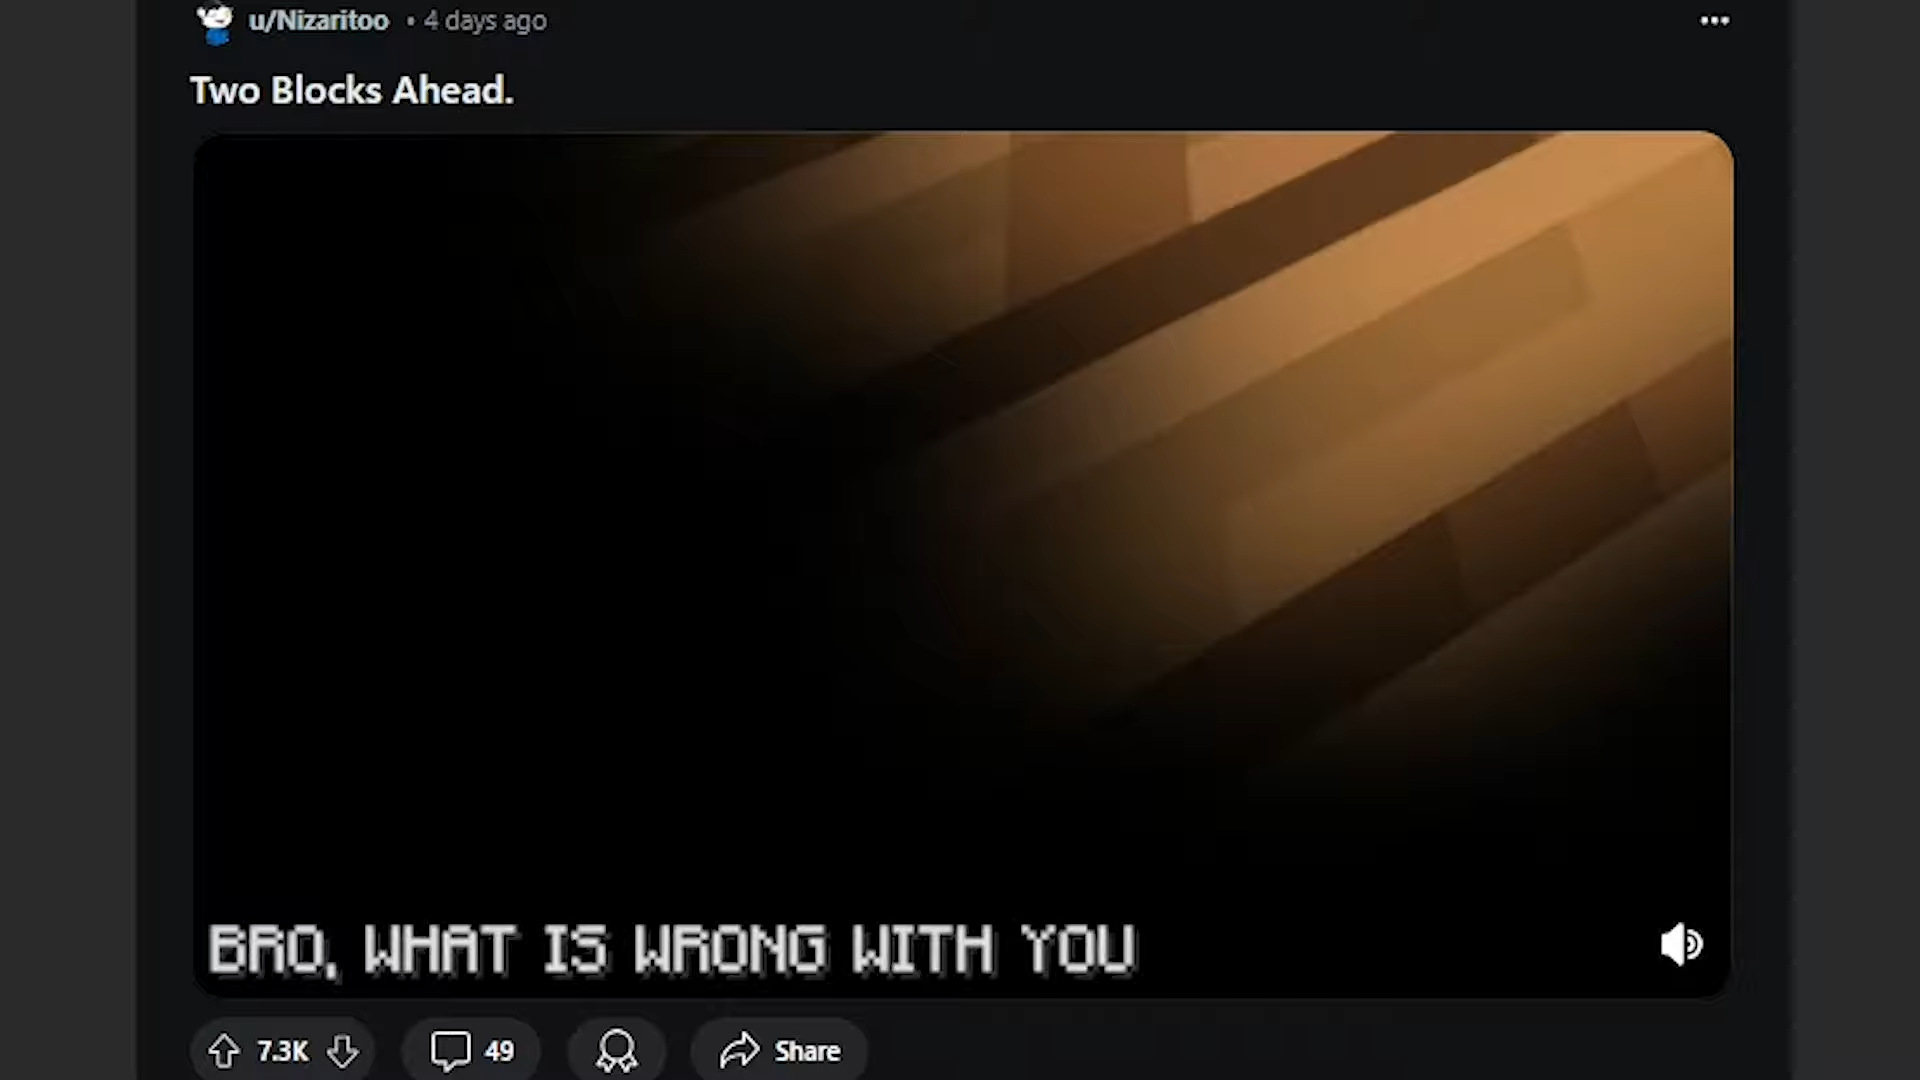 u/Nizaritoo • 4 days ago
Two Blocks Ahead.
BRO, WHAT IS WRONG WITH YOU
7.3K 49 Share